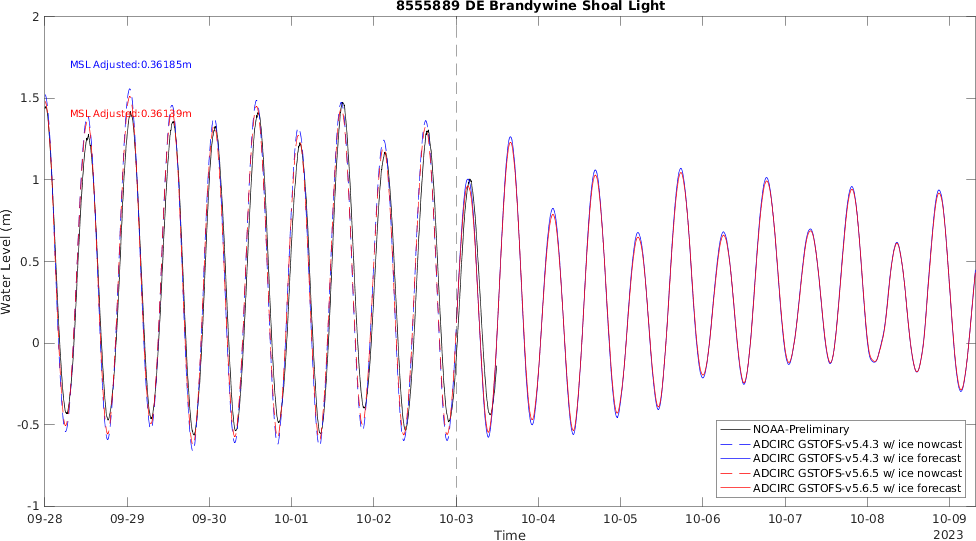 8555889 DE Brandywine Shoal Light
MSL Adjusted:0.36185m
MSL Adjusted:0.36139m
Water Level (m)
2
1.5
1
0.5
0
-0.5
-1
09-28 09-29 09-30 10-01 10-02 10-03 10-04 10-05 10-06 10-07 10-08 10-09
2023
Time
NOAA-Preliminary
ADCIRC GSTOFS-v5.4.3 w/ ice nowcast
ADCIRC GSTOFS-v5.4.3 w/ ice forecast
ADCIRC GSTOFS-v5.6.5 w/ ice nowcast
ADCIRC GSTOFS-v5.6.5 w/ ice forecast